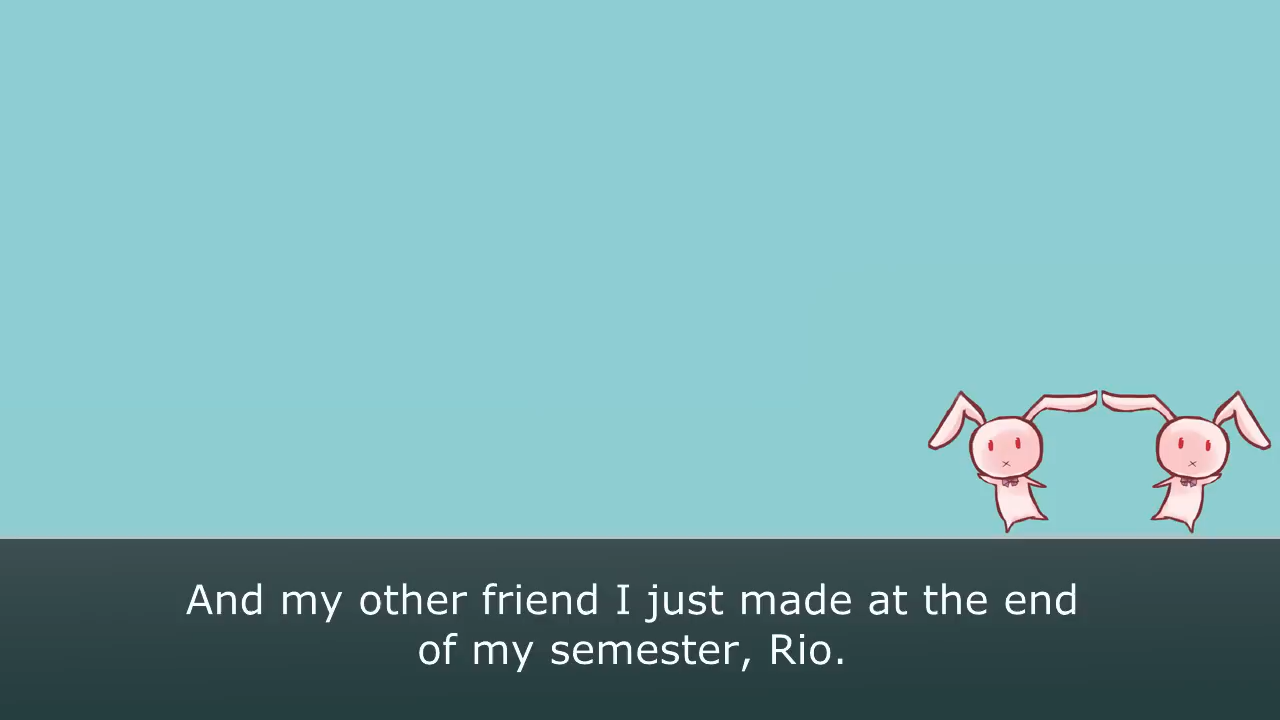 And my other friend I just made at the end
of my semester, Rio.